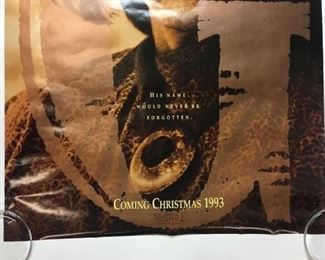 HIS NAME
WOULD NEVER BE
FORGOTTEN.
COMING CHRISTMAS 1993